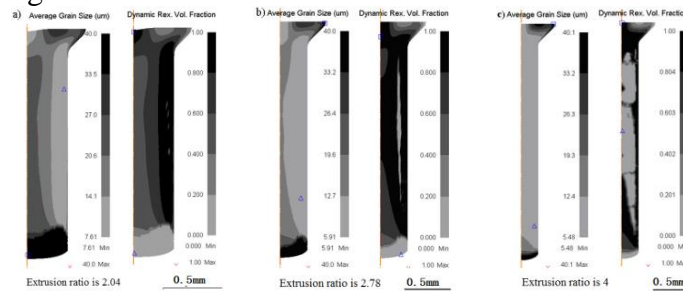 a) Average Grain Size (um) Dynamic Rex. Vol. Fraction
40.0 1.00
33.5 0.800
27.0 0.600
20.6 0.400
14.1 0.200
7.61 0.000
7.61 Min 0.000 Min
40.0 Max 1.00 Max
Extrusion ratio is 2.04 0.5mm
b) Average Grain Size (um) Dynamic Rex. Vol. Fraction
40.0 1.00
33.2 0.800
26.4 0.600
19.6 0.400
12.7 0.200
5.91 0.000
5.91 Min 0.000 Min
40.0 Max 1.00 Max
Extrusion ratio is 2.78 0.5mm
c) Average Grain Size (um) Dynamic Rex. Vol. Fraction
40.1 1.00
33.2 0.804
26.3 0.603
19.3 0.402
12.4 0.201
5.48 0.000
5.48 Min 0.000 Min
40.1 Max 1.00 Max
Extrusion ratio is 4 0.5mm